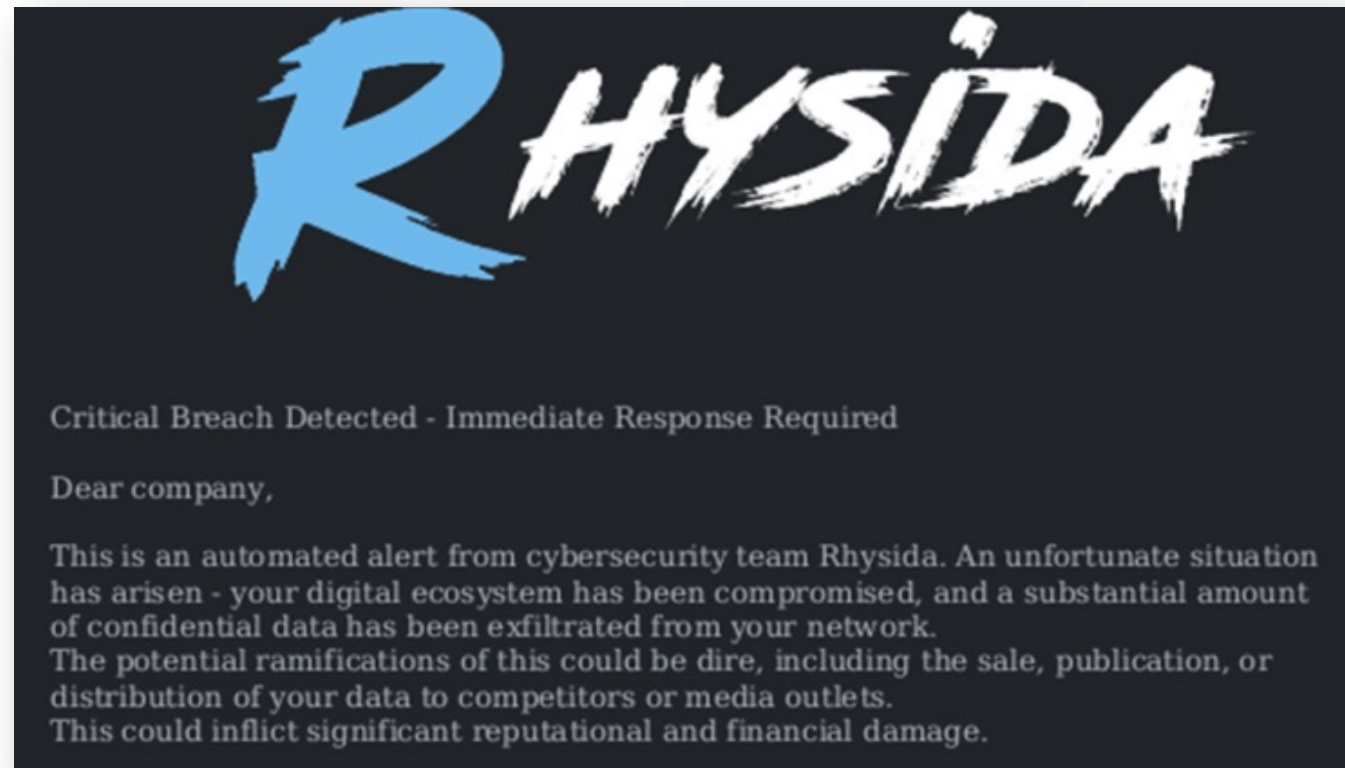 RHYSIDA
Critical Breach Detected - Immediate Response Required
Dear company,
This is an automated alert from cybersecurity team Rhysida. An unfortunate situation
has arisen - your digital ecosystem has been compromised, and a substantial amount
of confidential data has been exfiltrated from your network.
The potential ramifications of this could be dire, including the sale, publication, or
distribution of your data to competitors or media outlets.
This could inflict significant reputational and financial damage.